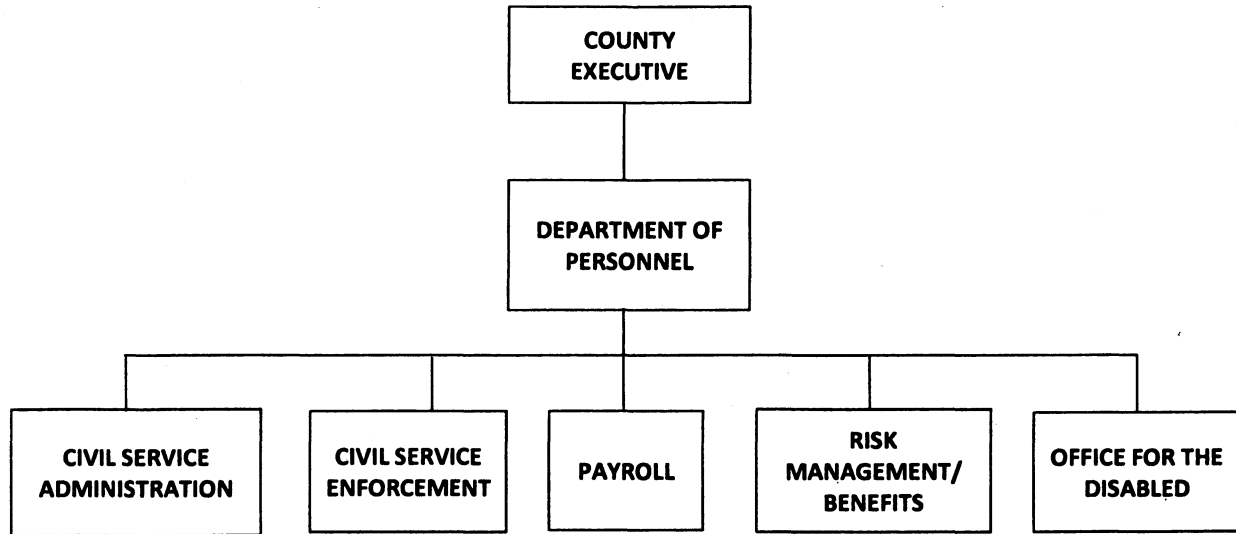 COUNTY
EXECUTIVE
DEPARTMENT OF
PERSONNEL
CIVIL SERVICE
ADMINISTRATION
CIVIL SERVICE
ENFORCEMENT
PAYROLL
RISK
MANAGEMENT/
BENEFITS
OFFICE FOR THE
DISABLED